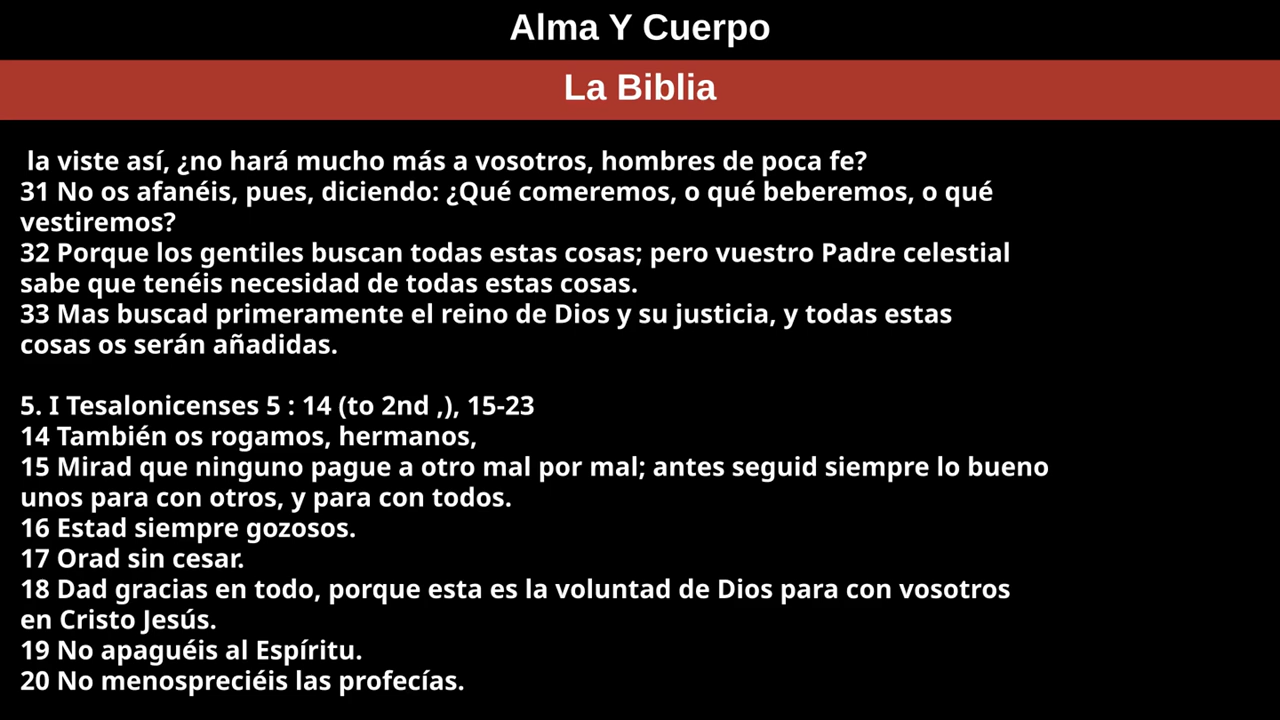 Alma Y Cuerpo
La Biblia
la viste así, ¿no hará mucho más a vosotros, hombres de poca fe?
31 No os afanéis, pues, diciendo: ¿Qué comeremos, o qué beberemos, o qué
vestiremos?
32 Porque los gentiles buscan todas estas cosas; pero vuestro Padre celestial
sabe que tenéis necesidad de todas estas cosas.
33 Mas buscad primeramente el reino de Dios y su justicia, y todas estas
cosas os serán añadidas.
5. I Tesalonicenses 5 : 14 (to 2nd ,), 15-23
14 También os rogamos, hermanos,
15 Mirad que ninguno pague a otro mal por mal; antes seguid siempre lo bueno
unos para con otros, y para con todos.
16 Estad siempre gozosos.
17 Orad sin cesar.
18 Dad gracias en todo, porque esta es la voluntad de Dios para con vosotros
en Cristo Jesús.
19 No apaguéis al Espíritu.
20 No menospreciéis las profecías.